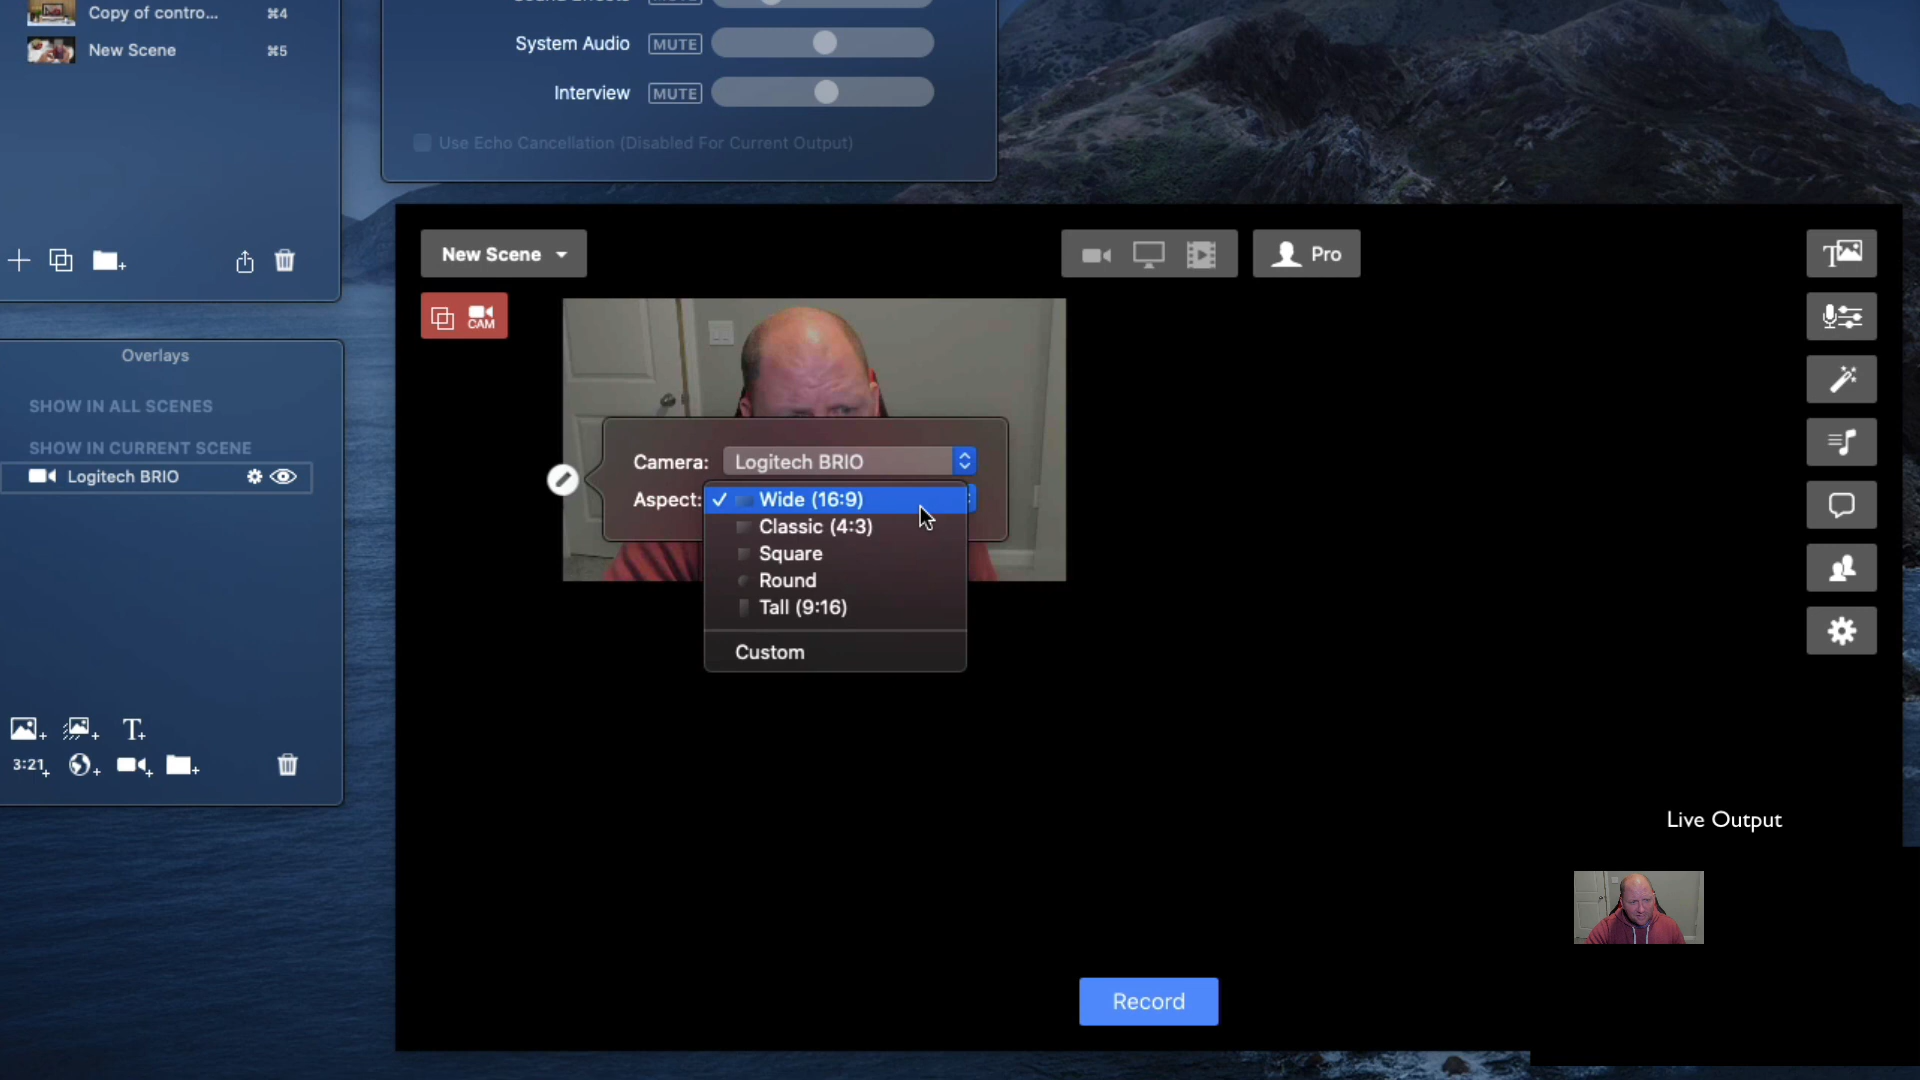 Copy of contro... ⌘4
New Scene ⌘5
MUTE
System Audio MUTE
Interview MUTE
Use Echo Cancellation (Disabled For Current Output)
New Scene
Pro
CAM
Overlays
SHOW IN ALL SCENES
SHOW IN CURRENT SCENE
Logitech BRIO
Camera: Logitech BRIO
Aspect: ✓ Wide (16:9)
Classic (4:3)
Square
Round
Tall (9:16)
Custom
T+
3:21+
Live Output
Record